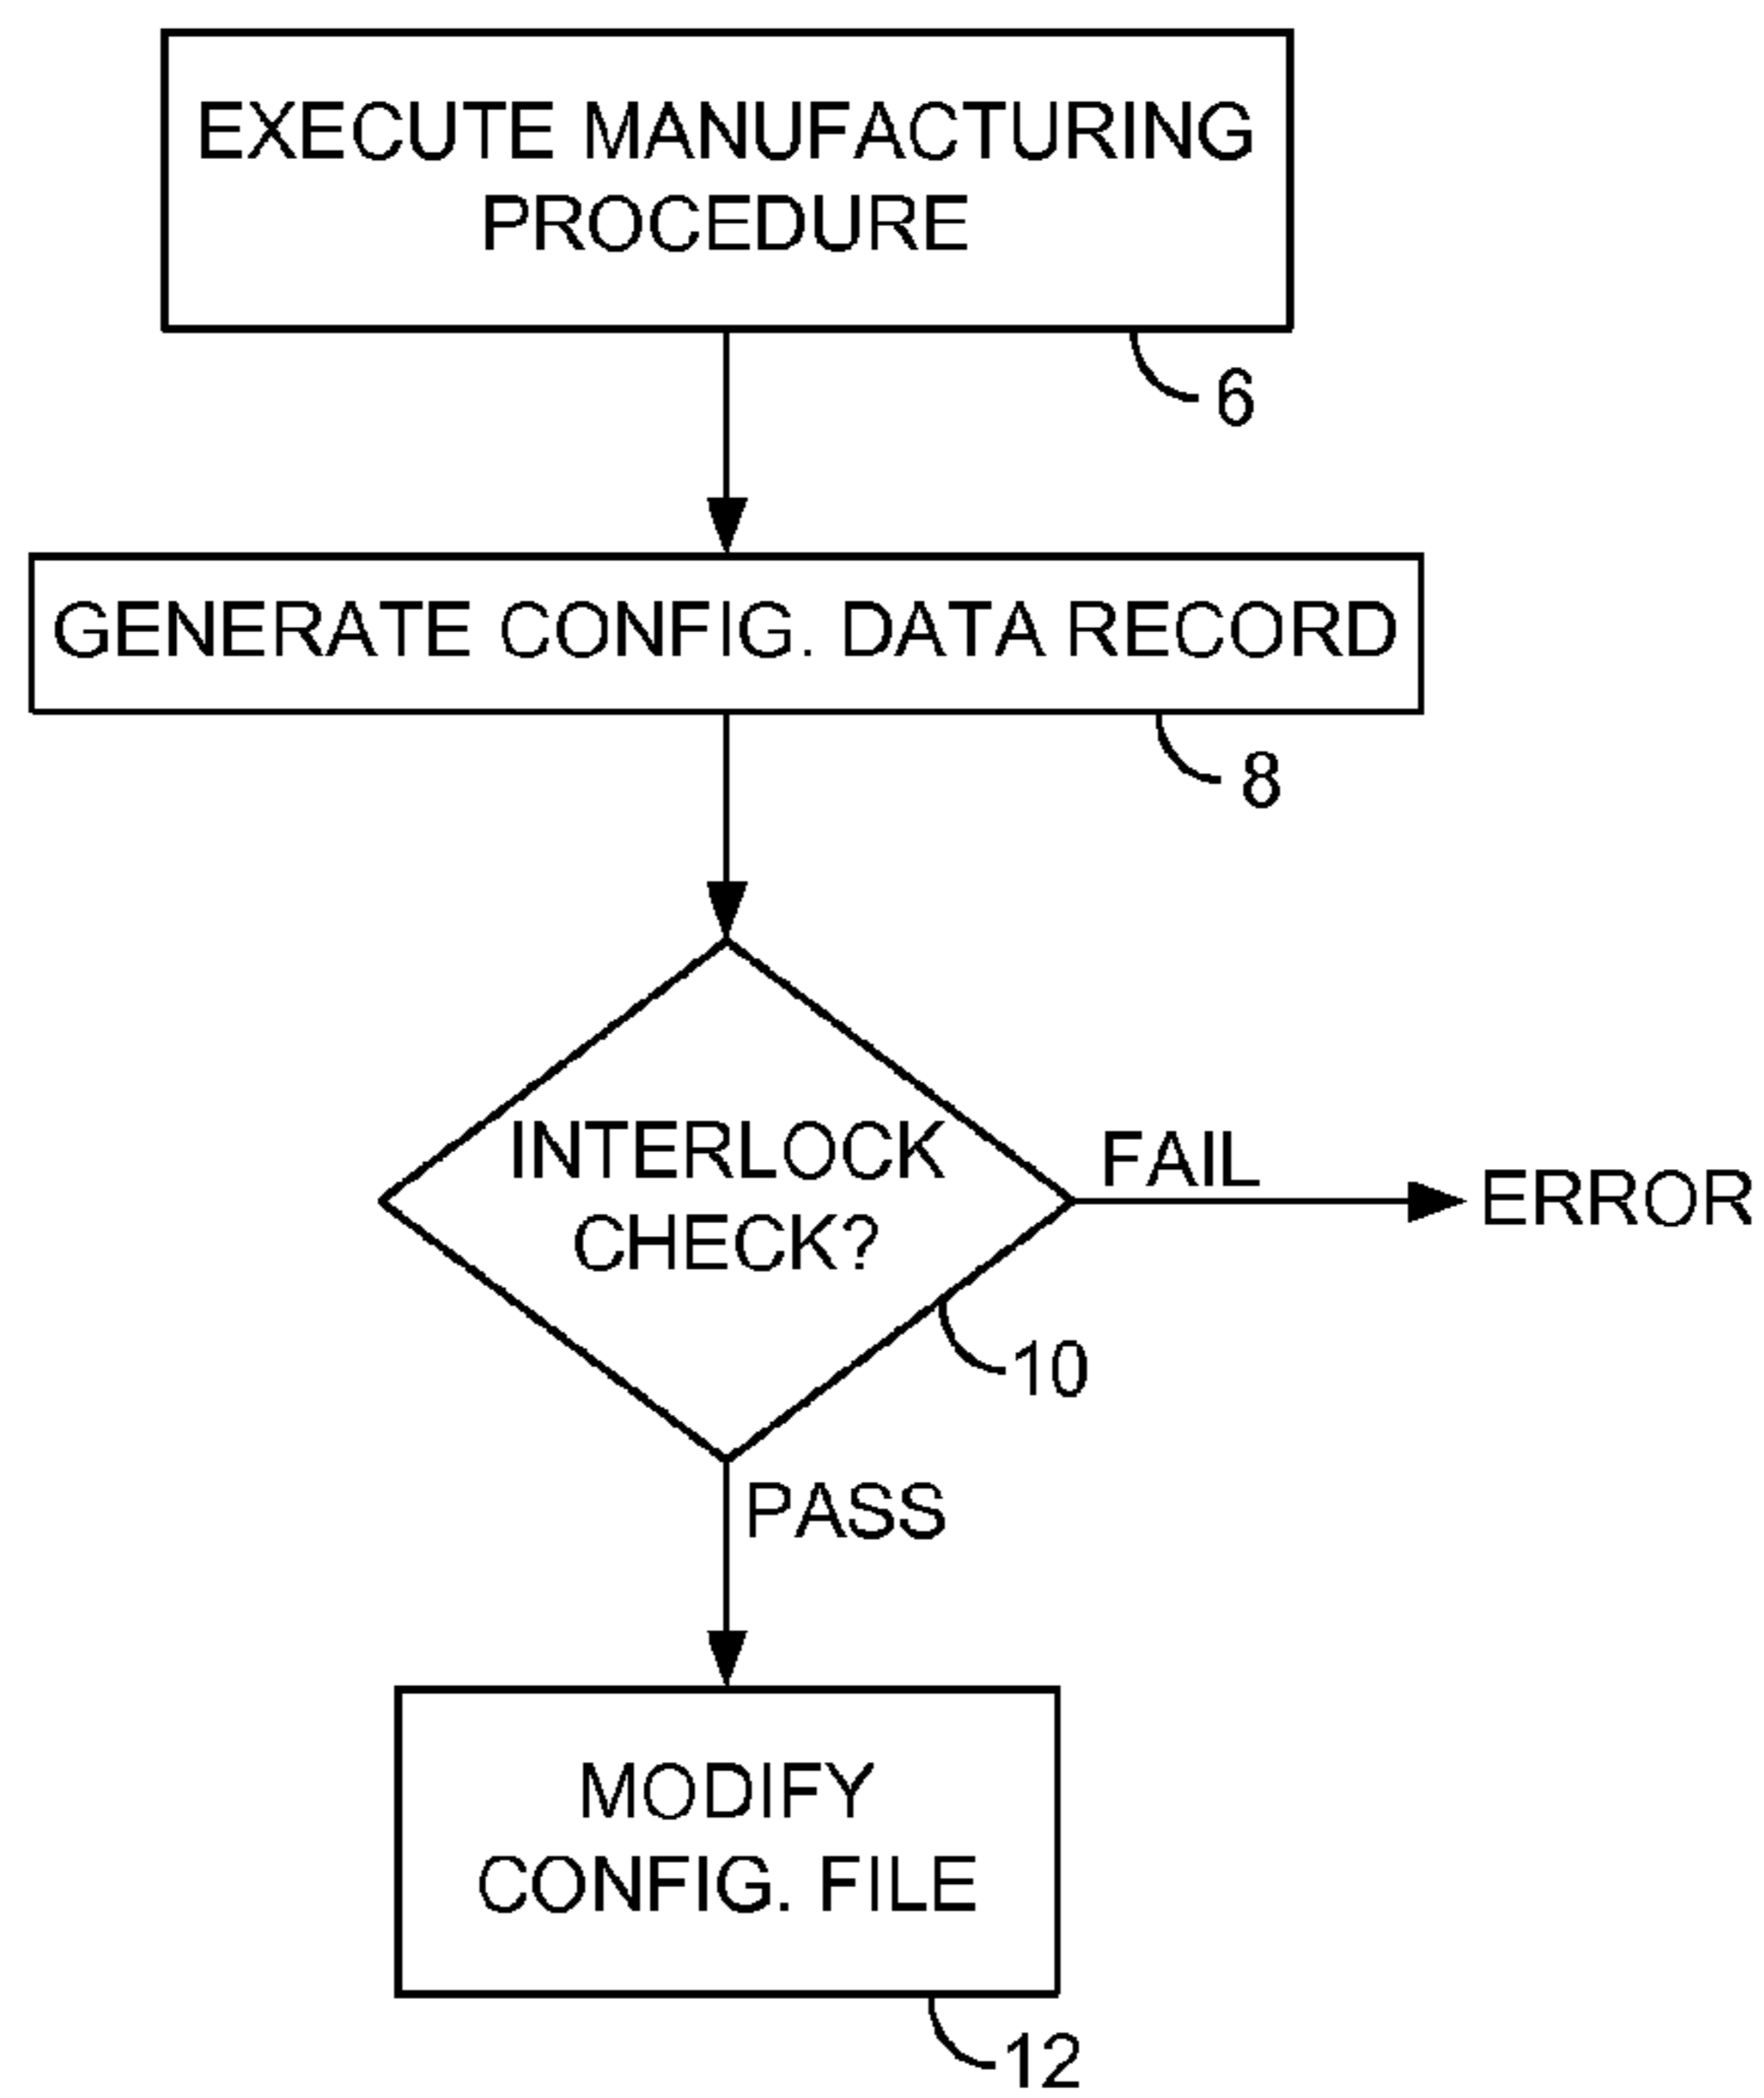 EXECUTE MANUFACTURING
PROCEDURE
6
GENERATE CONFIG. DATA RECORD
8
INTERLOCK
CHECK?
FAIL
ERROR
10
PASS
MODIFY
CONFIG. FILE
12